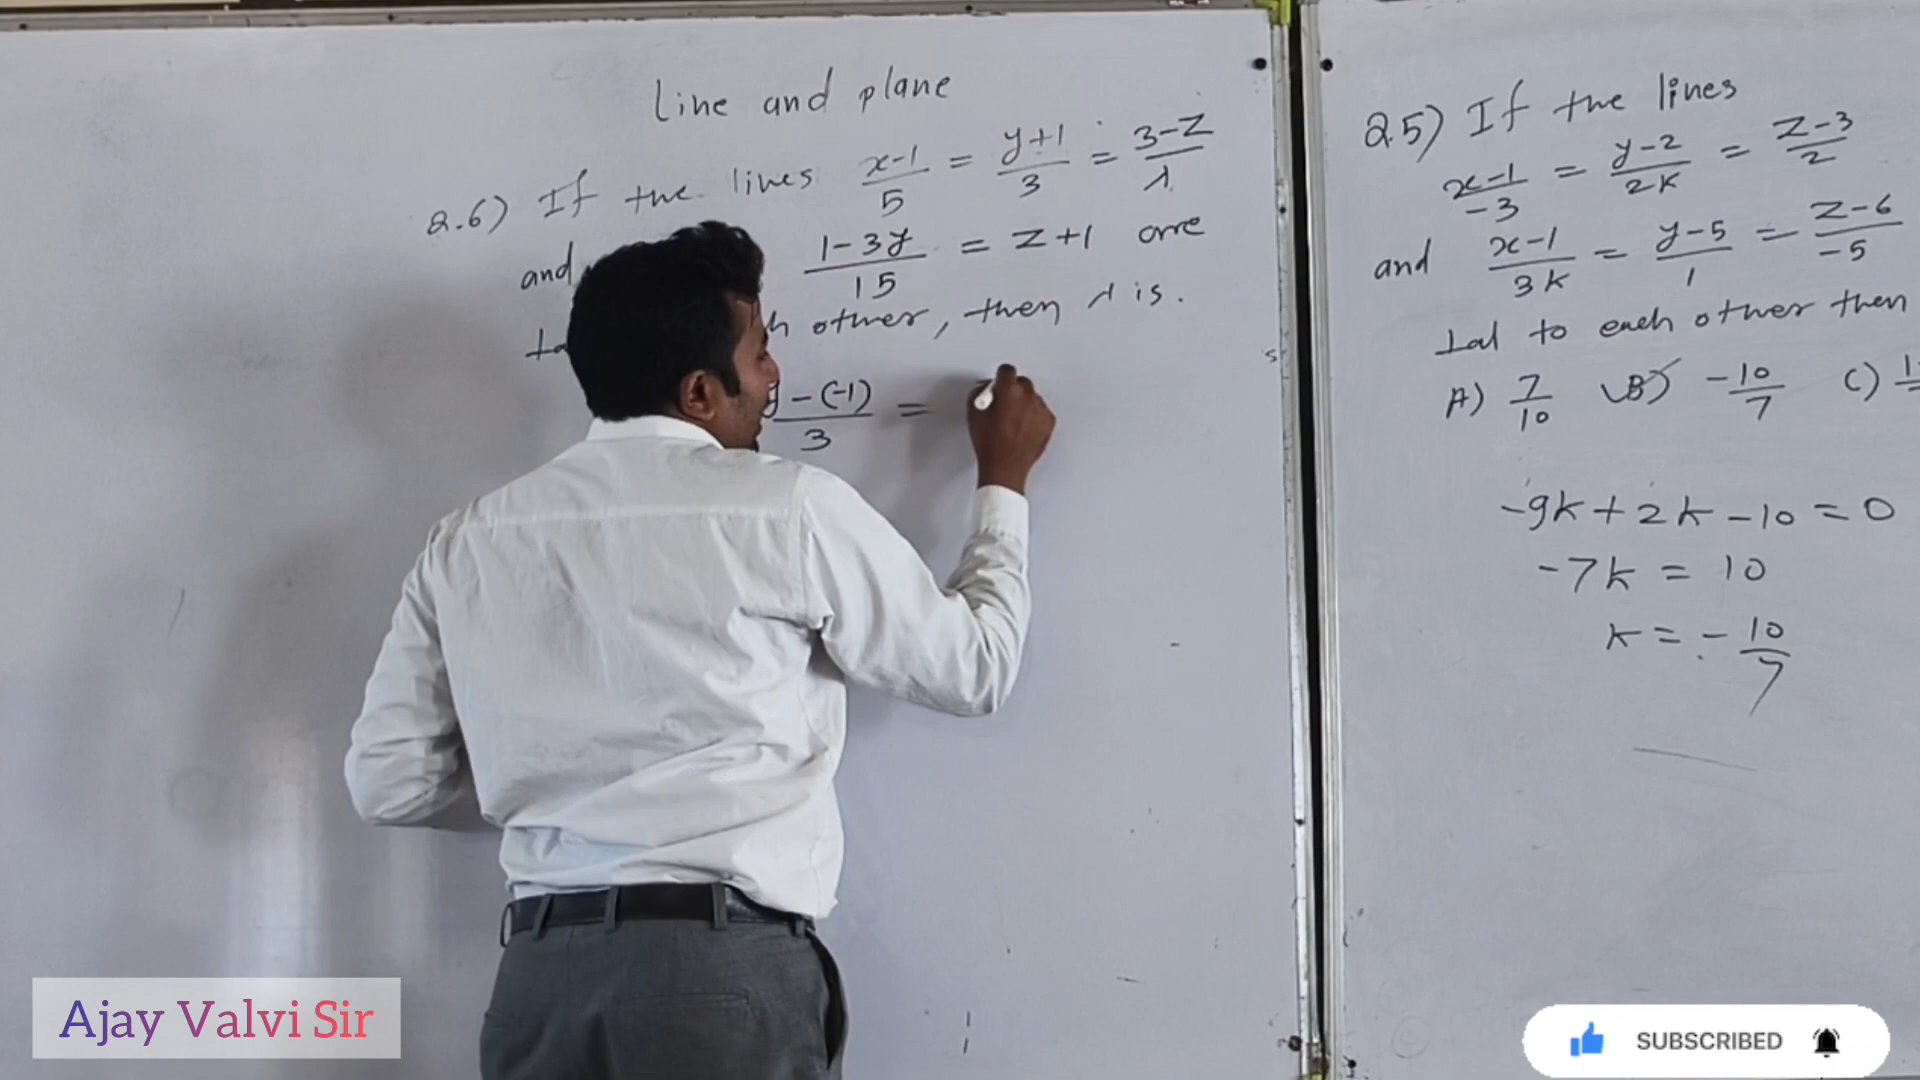 Line and plane
Q.6) If the lines x-1/5 = y+1/3 = 3-z/λ
and 1-3y/15 = z+1 are
other, then λ is.
y-(-1)/3 =
Q.5) If the lines
x-1/-3 = y-2/2k = z-3/2
and x-1/3k = y-5/1 = z-6/-5
⊥al to each other then
A) 7/10 B) -10/7 C)
-9k+2k-10=0
-7k = 10
k = -10/7
Ajay Valvi Sir
SUBSCRIBED